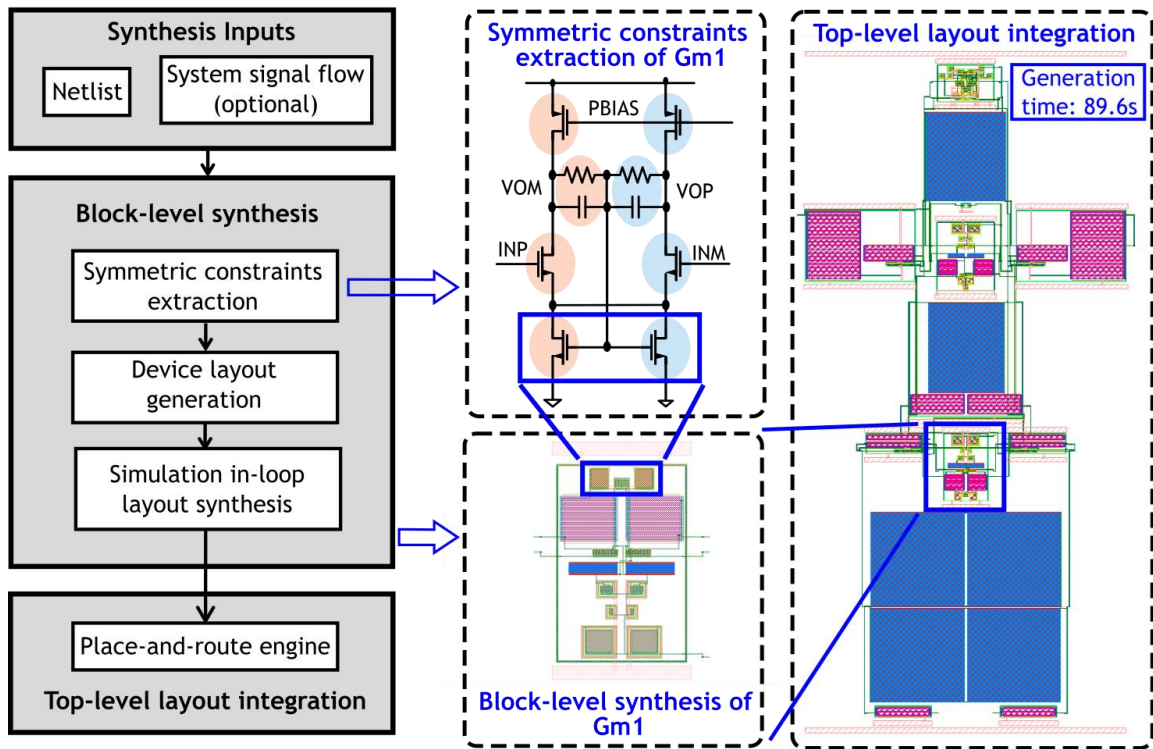 Synthesis Inputs
Netlist
System signal flow
(optional)
Block-level synthesis
Symmetric constraints
extraction
Device layout
generation
Simulation in-loop
layout synthesis
Place-and-route engine
Top-level layout integration
Symmetric constraints
extraction of Gm1
PBIAS
VOM
VOP
INP
INM
Block-level synthesis of
Gm1
Top-level layout integration
Generation
time: 89.6s